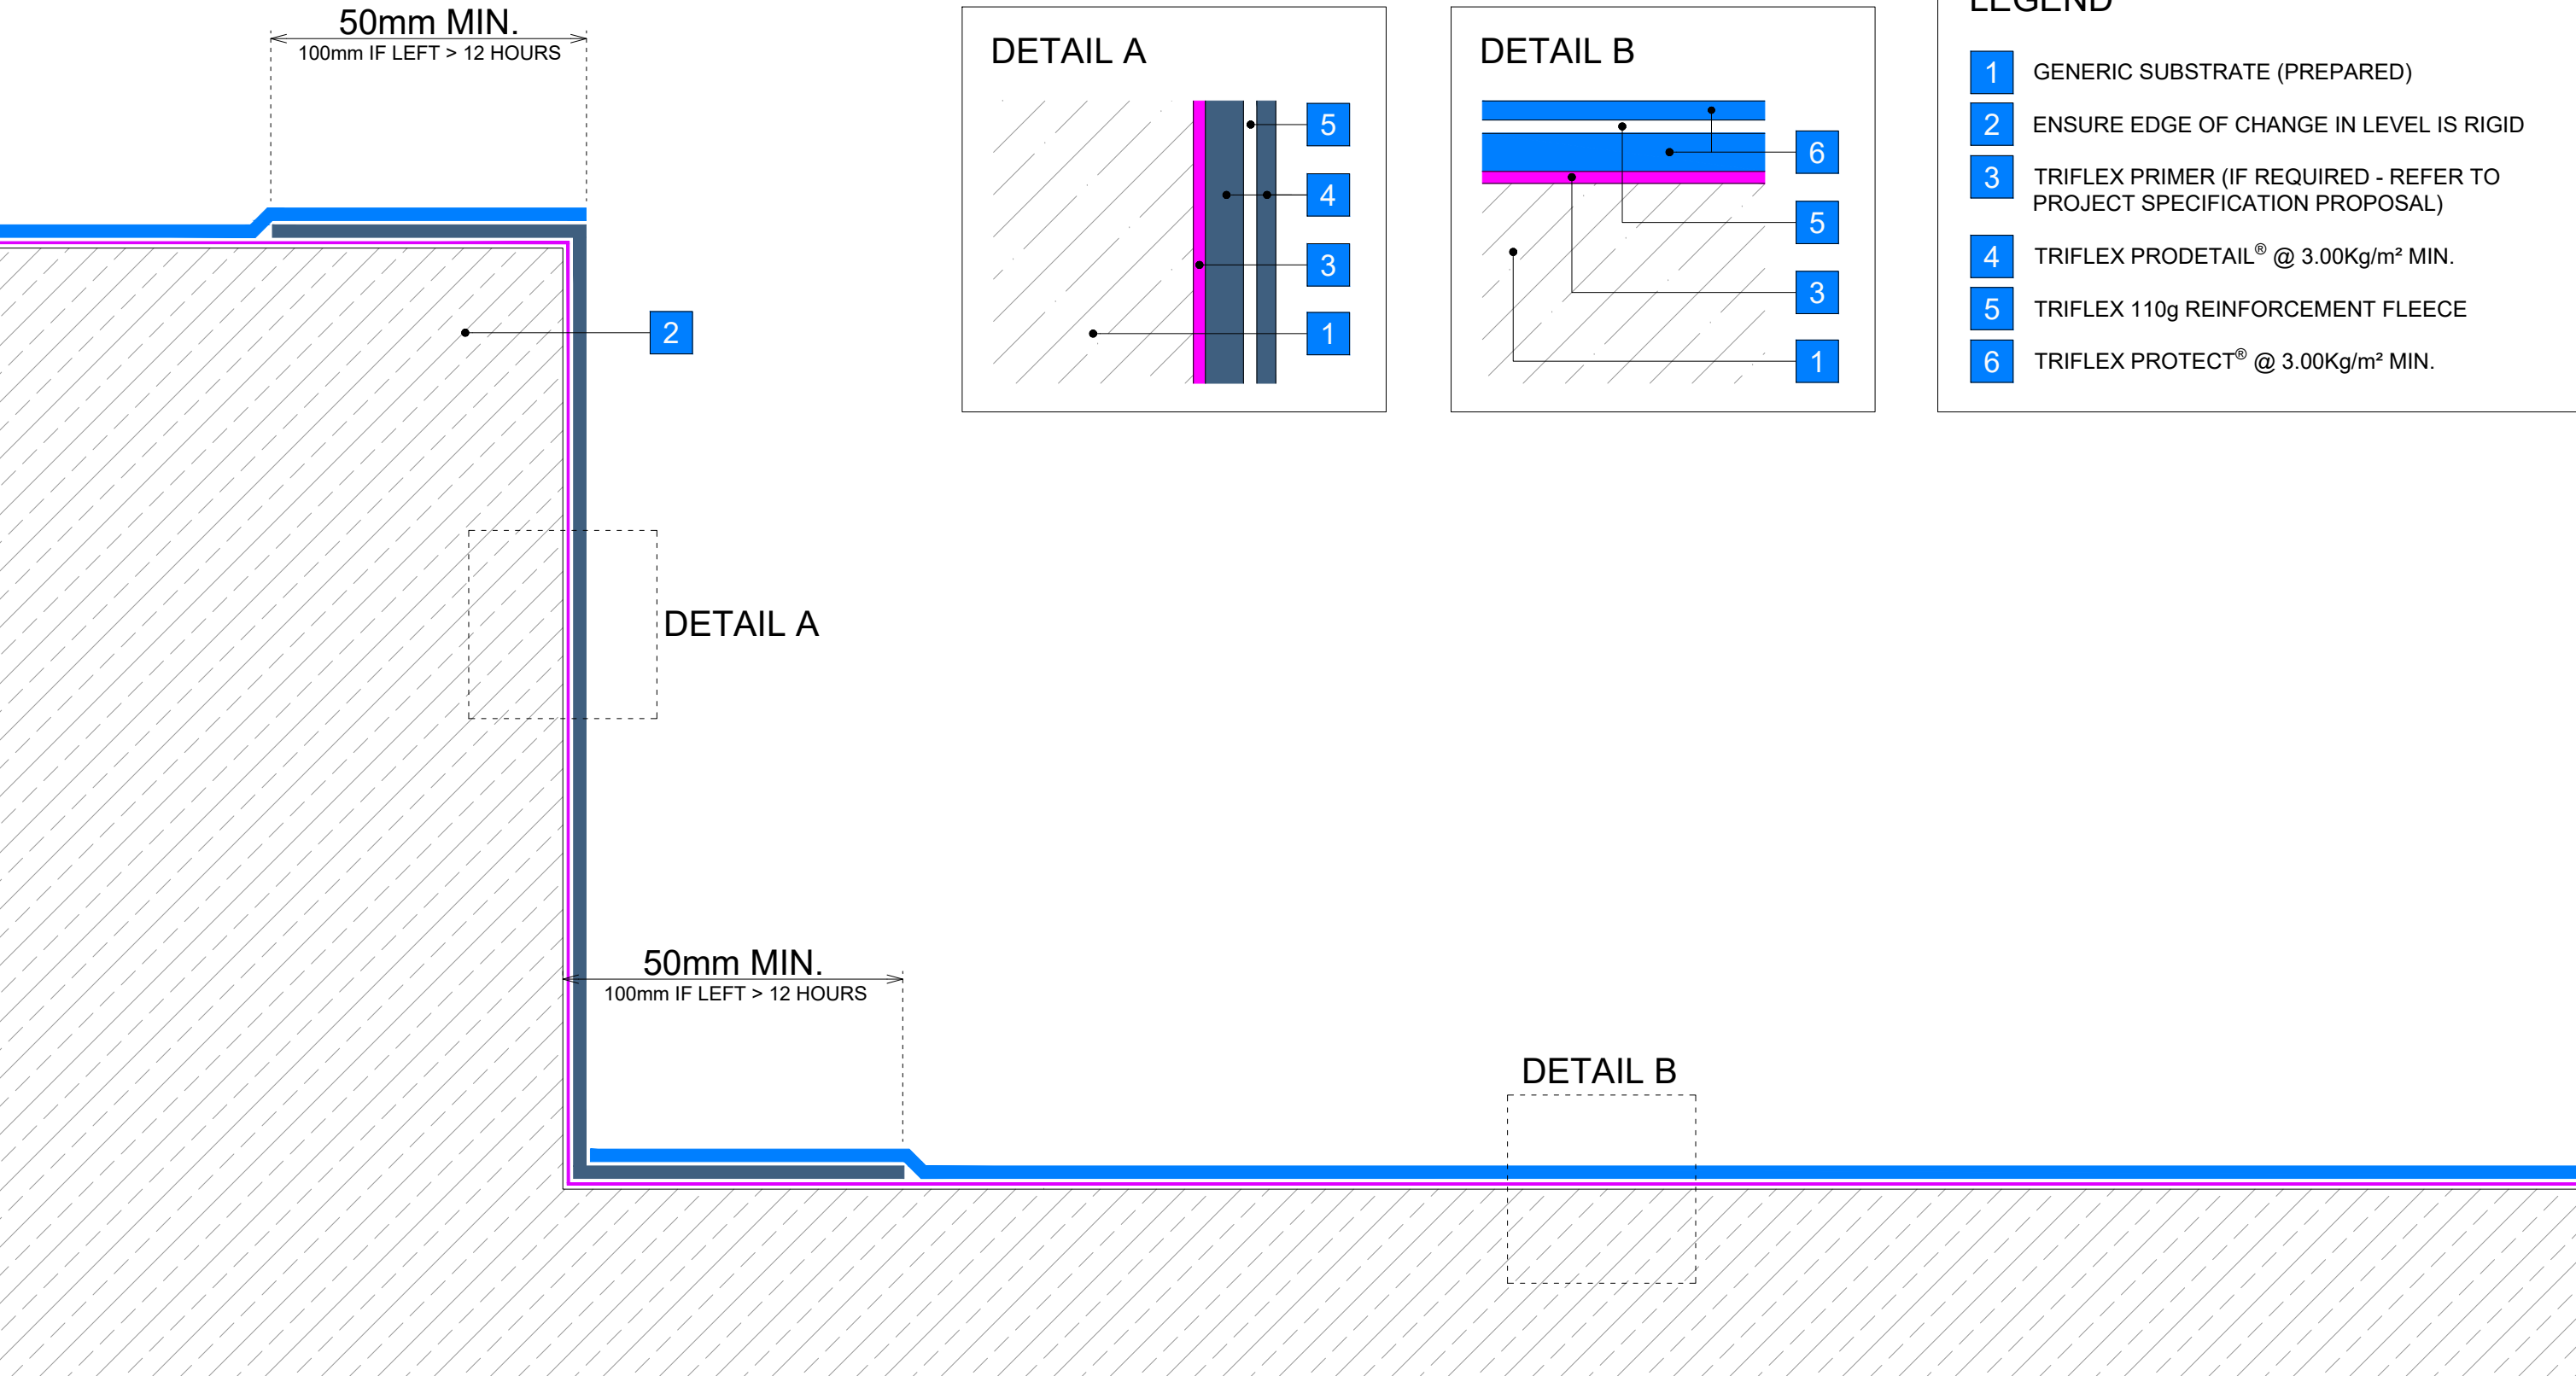 50mm MIN.
100mm IF LEFT > 12 HOURS
2
DETAIL A
50mm MIN.
100mm IF LEFT > 12 HOURS
DETAIL B
DETAIL A
5
4
3
1
DETAIL B
6
5
3
1
LEGEND
1 GENERIC SUBSTRATE (PREPARED)
2 ENSURE EDGE OF CHANGE IN LEVEL IS RIGID
3 TRIFLEX PRIMER (IF REQUIRED - REFER TO
PROJECT SPECIFICATION PROPOSAL)
4 TRIFLEX PRODETAIL® @ 3.00Kg/m² MIN.
5 TRIFLEX 110g REINFORCEMENT FLEECE
6 TRIFLEX PROTECT® @ 3.00Kg/m² MIN.